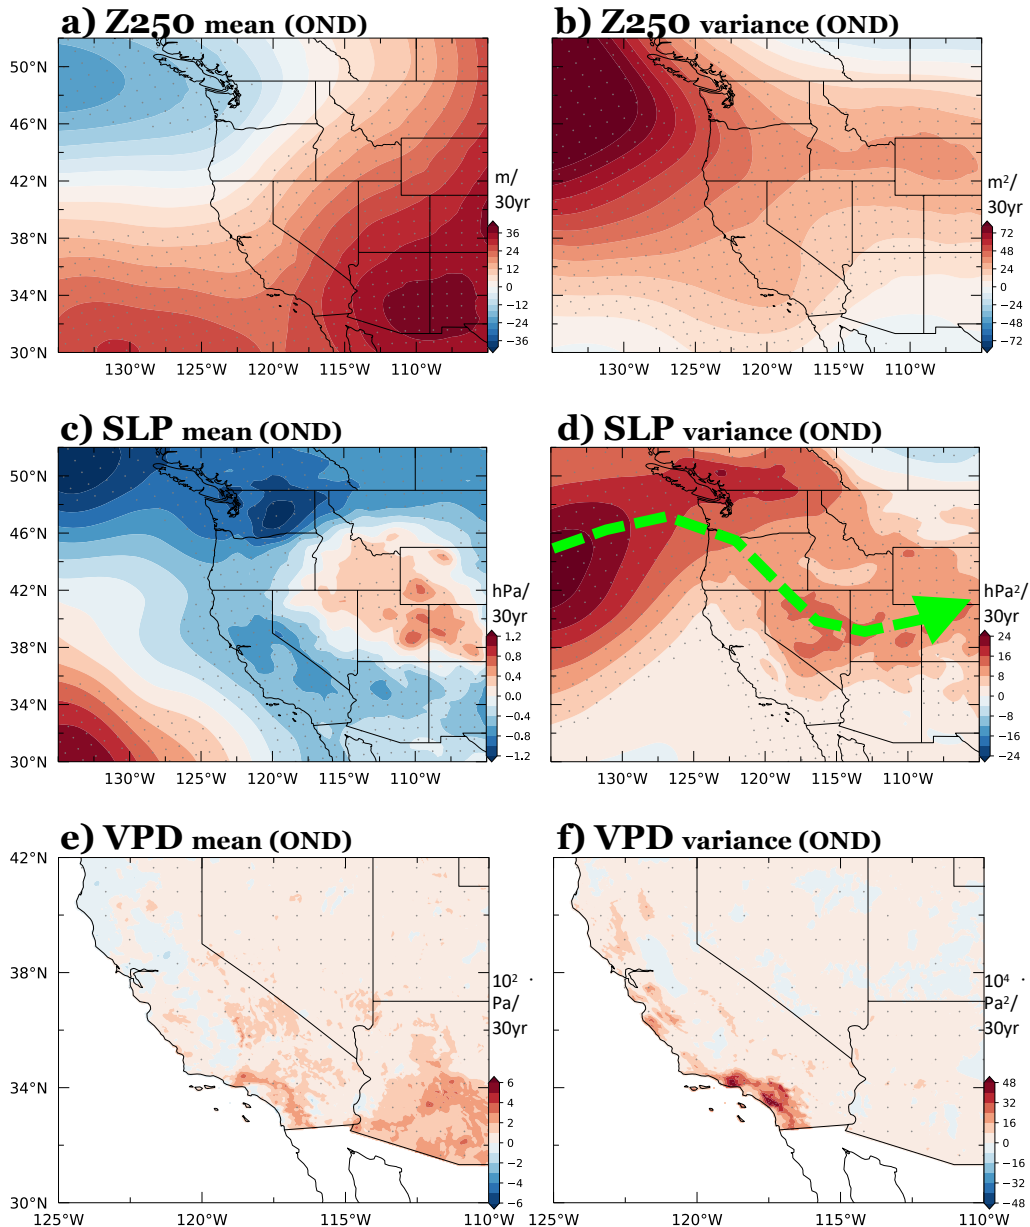 a) Z250 mean (OND)
b) Z250 variance (OND)
50°N
46°N
42°N
38°N
34°N
30°N
130°W 125°W 120°W 115°W 110°W
m/
30yr
36
24
12
0
−12
−24
−36
130°W 125°W 120°W 115°W 110°W
m²/
30yr
72
48
24
0
−24
−48
−72
c) SLP mean (OND)
d) SLP variance (OND)
50°N
46°N
42°N
38°N
34°N
30°N
130°W 125°W 120°W 115°W 110°W
hPa/
30yr
1.2
0.8
0.4
0.0
−0.4
−0.8
−1.2
130°W 125°W 120°W 115°W 110°W
hPa²/
30yr
24
16
8
0
−8
−16
−24
e) VPD mean (OND)
f) VPD variance (OND)
42°N
38°N
34°N
30°N
125°W 120°W 115°W 110°W
10² ·
Pa/
30yr
6
4
2
0
−2
−4
−6
125°W 120°W 115°W 110°W
10⁴ ·
Pa²/
30yr
48
32
16
0
−16
−32
−48